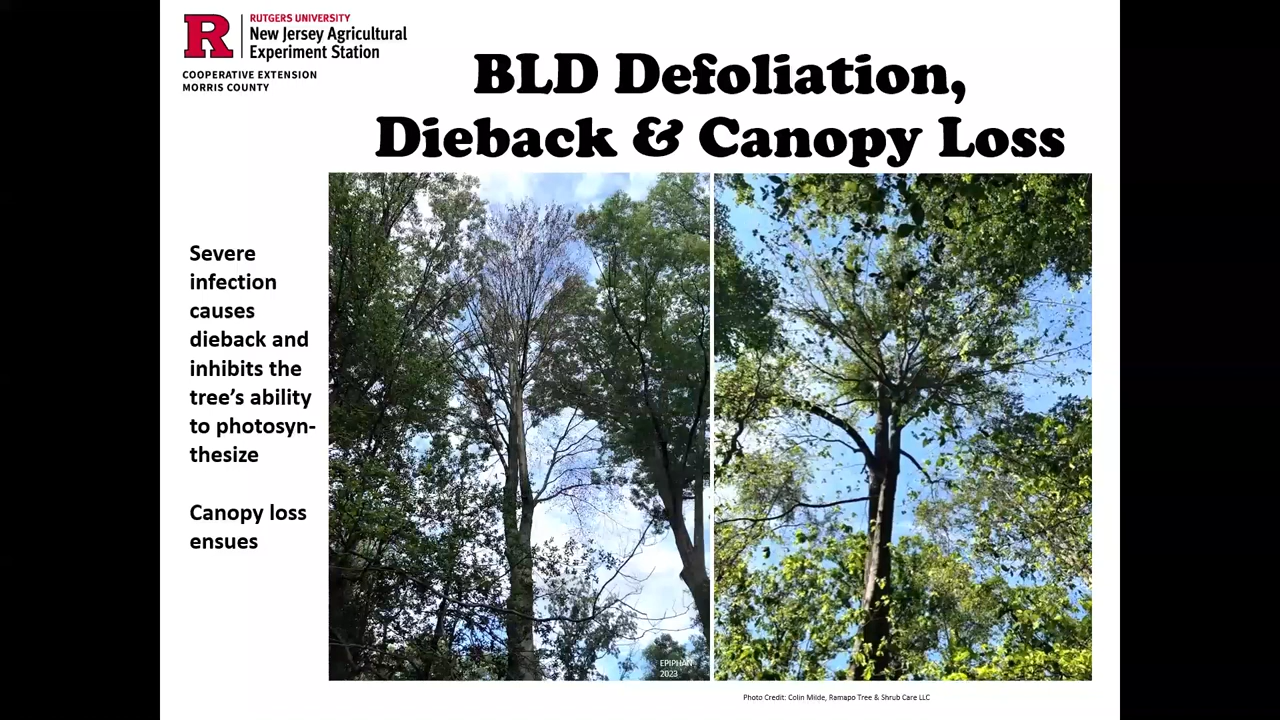 R
RUTGERS UNIVERSITY
New Jersey Agricultural
Experiment Station
COOPERATIVE EXTENSION
MORRIS COUNTY
BLD Defoliation,
Dieback & Canopy Loss
Severe
infection
causes
dieback and
inhibits the
tree's ability
to photosyn-
thesize
Canopy loss
ensues
EPIPHAN
2023
Photo Credit: Colin Milde, Ramapo Tree & Shrub Care LLC